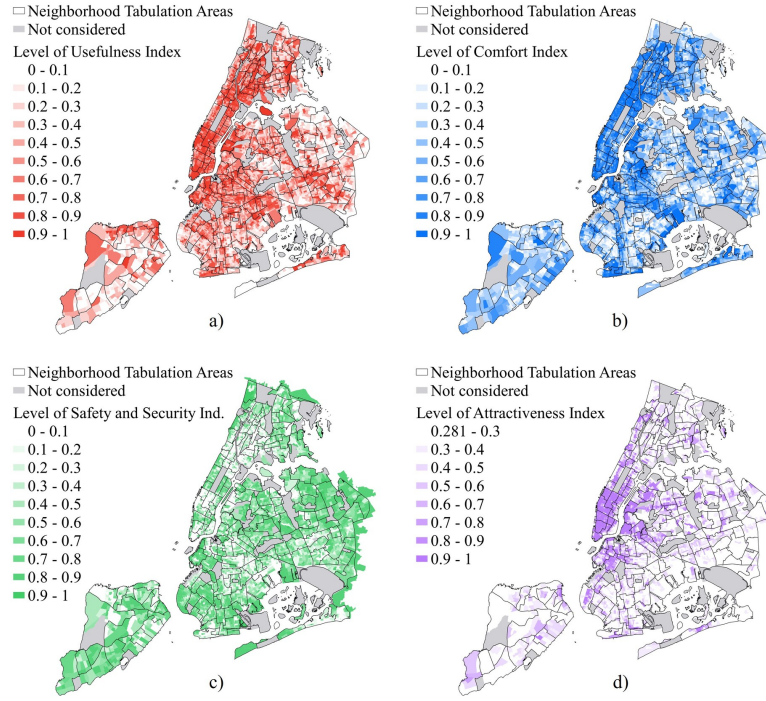 Neighborhood Tabulation Areas
Not considered
Level of Usefulness Index
0 - 0.1
0.1 - 0.2
0.2 - 0.3
0.3 - 0.4
0.4 - 0.5
0.5 - 0.6
0.6 - 0.7
0.7 - 0.8
0.8 - 0.9
0.9 - 1
a)
Neighborhood Tabulation Areas
Not considered
Level of Comfort Index
0 - 0.1
0.1 - 0.2
0.2 - 0.3
0.3 - 0.4
0.4 - 0.5
0.5 - 0.6
0.6 - 0.7
0.7 - 0.8
0.8 - 0.9
0.9 - 1
b)
Neighborhood Tabulation Areas
Not considered
Level of Safety and Security Ind.
0 - 0.1
0.1 - 0.2
0.2 - 0.3
0.3 - 0.4
0.4 - 0.5
0.5 - 0.6
0.6 - 0.7
0.7 - 0.8
0.8 - 0.9
0.9 - 1
c)
Neighborhood Tabulation Areas
Not considered
Level of Attractiveness Index
0.281 - 0.3
0.3 - 0.4
0.4 - 0.5
0.5 - 0.6
0.6 - 0.7
0.7 - 0.8
0.8 - 0.9
0.9 - 1
d)